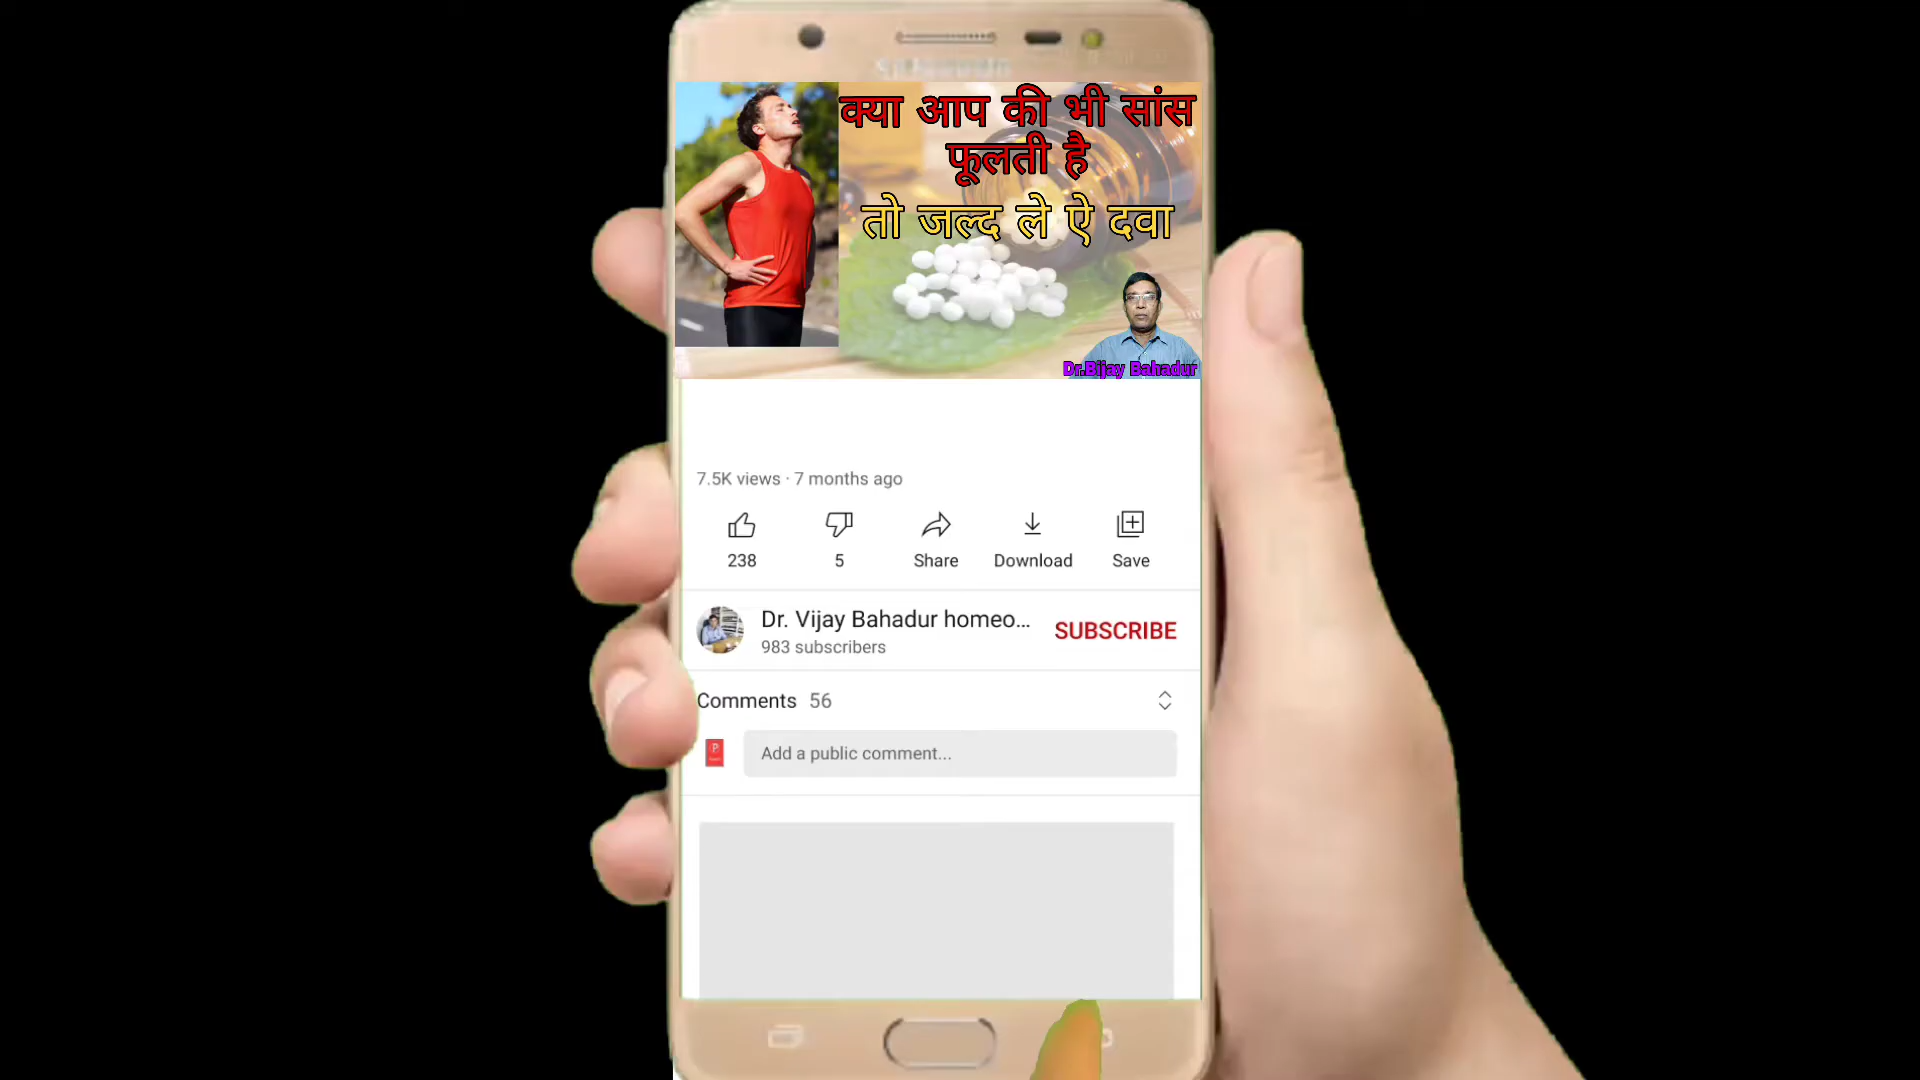 क्या आप की भी सांस
फूलती है
तो जल्द ले ऐ दवा
Dr.Bijay Bahadur
7.5K views · 7 months ago
238
5
Share
Download
Save
Dr. Vijay Bahadur homeo...
983 subscribers
SUBSCRIBE
Comments 56
P
Add a public comment...